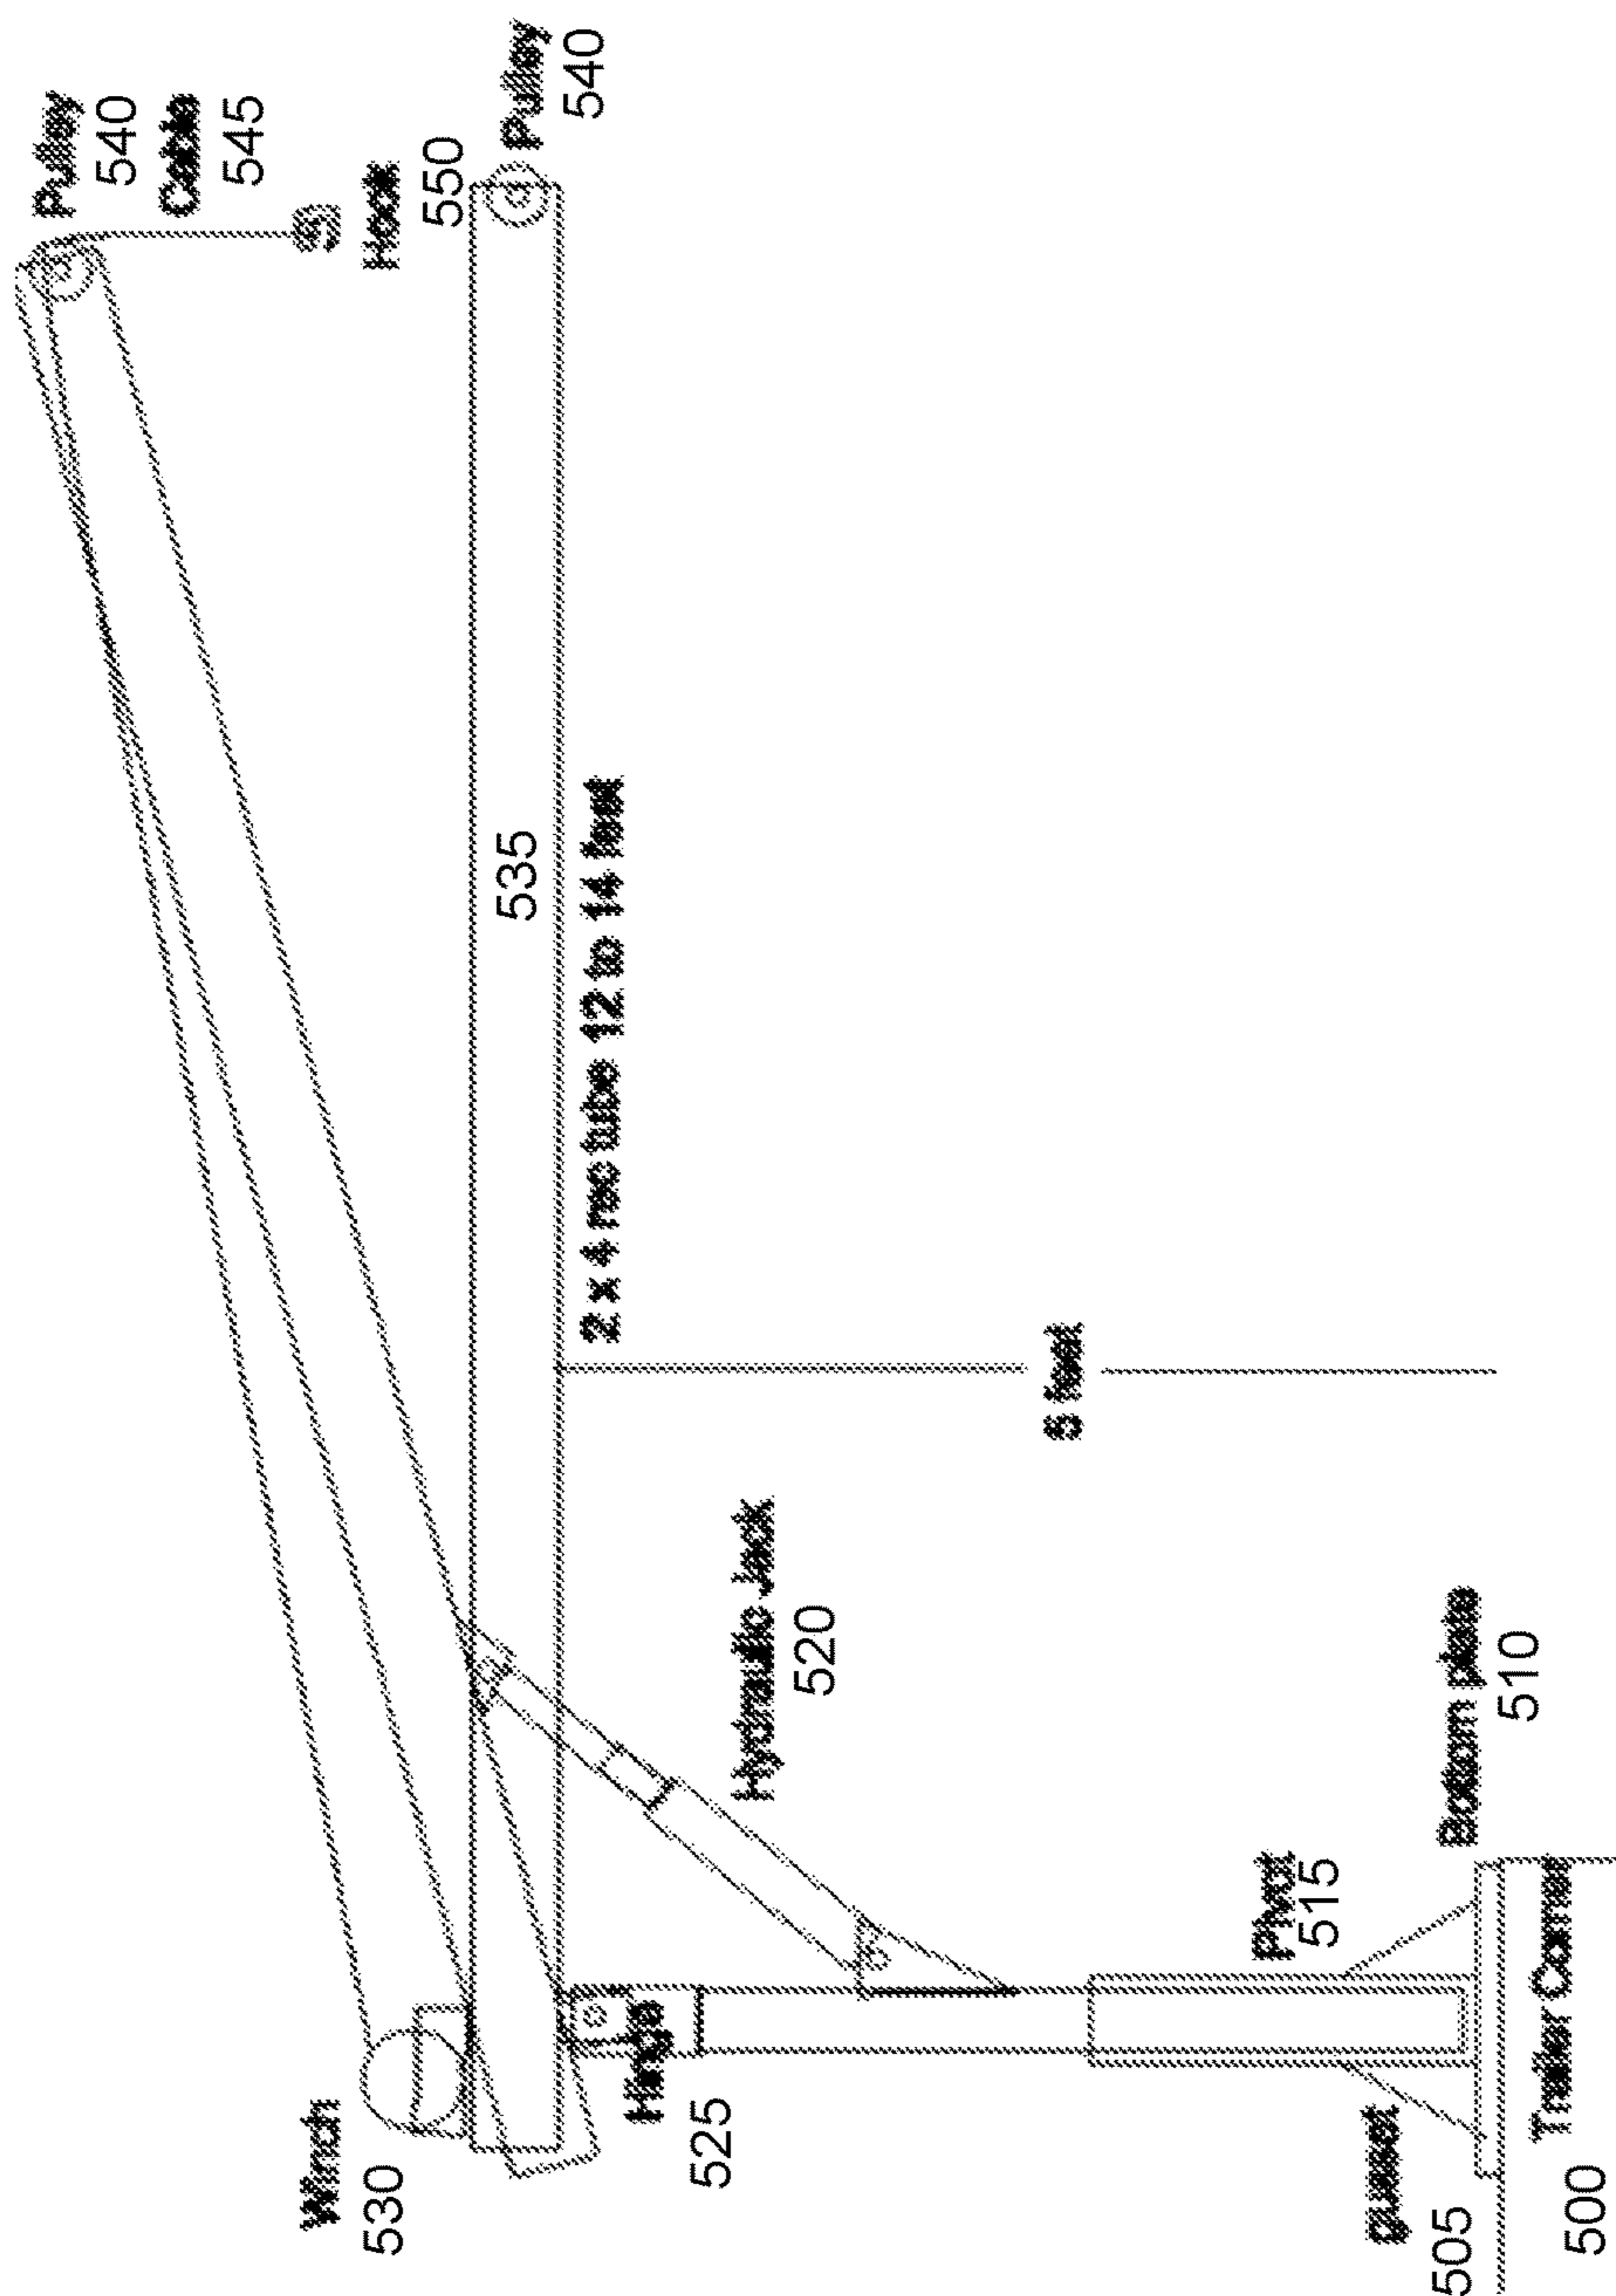 Pulley
540
Cable
545
Hook
550
Pulley
540
535
2 x 4 rec tube 12 to 14 feet
Winch
530
Hinge
525
Hydraulic Jack
520
5 feet
Pivot
515
Bottom plate
510
gusset
505
Trailer Corner
500